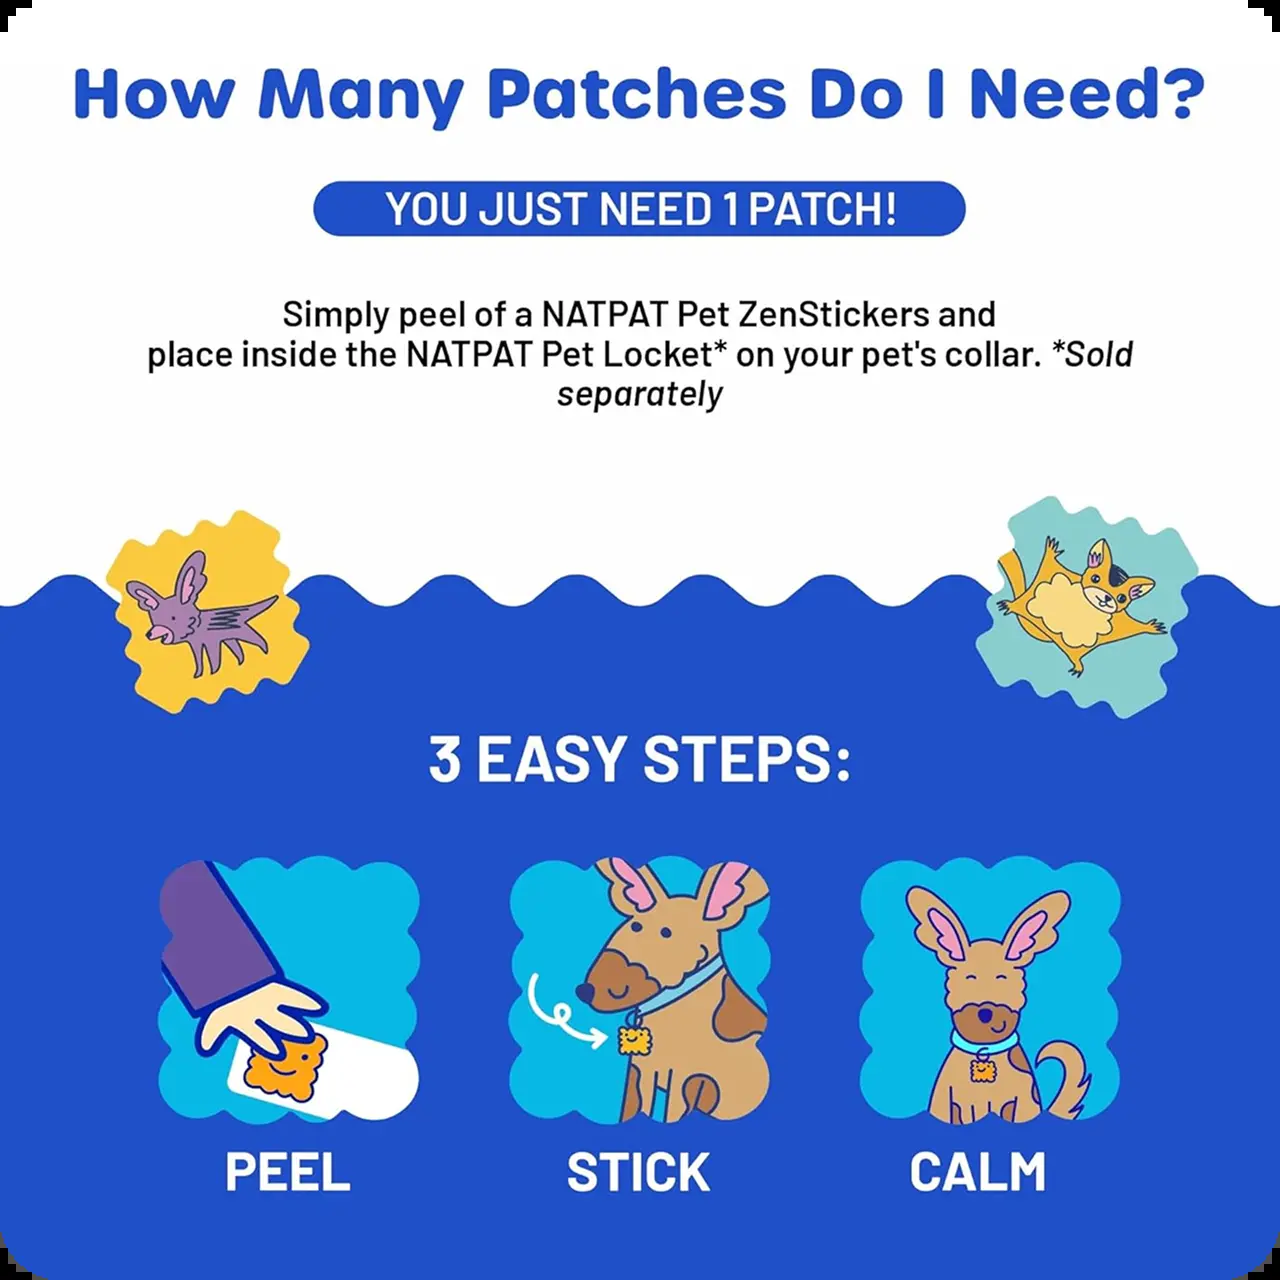 How Many Patches Do I Need?
YOU JUST NEED 1 PATCH!
Simply peel of a NATPAT Pet ZenStickers and
place inside the NATPAT Pet Locket* on your pet's collar. *Sold
separately
3 EASY STEPS:
PEEL
STICK
CALM